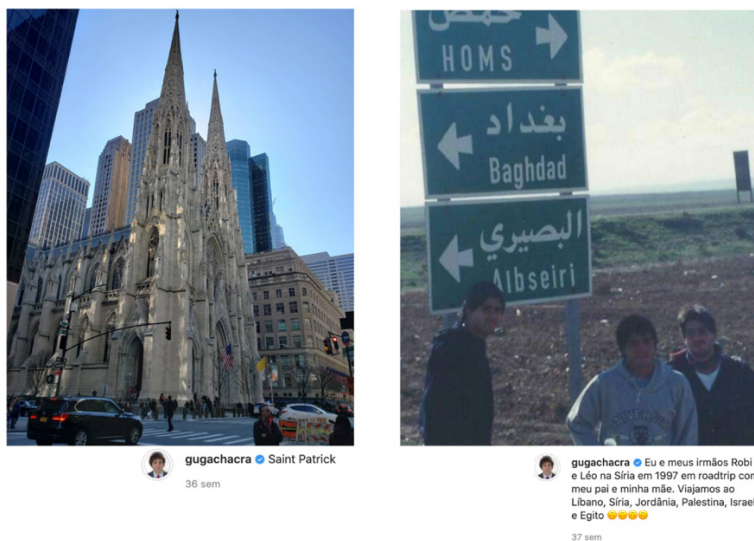 gugachacra Saint Patrick
36 sem
حمص
HOMS
بغداد
Baghdad
البصيري
Albseiri
gugachacra Eu e meus irmãos Robi
e Léo na Síria em 1997 em roadtrip com
meu pai e minha mãe. Viajamos ao
Líbano, Síria, Jordânia, Palestina, Israel
e Egito
37 sem